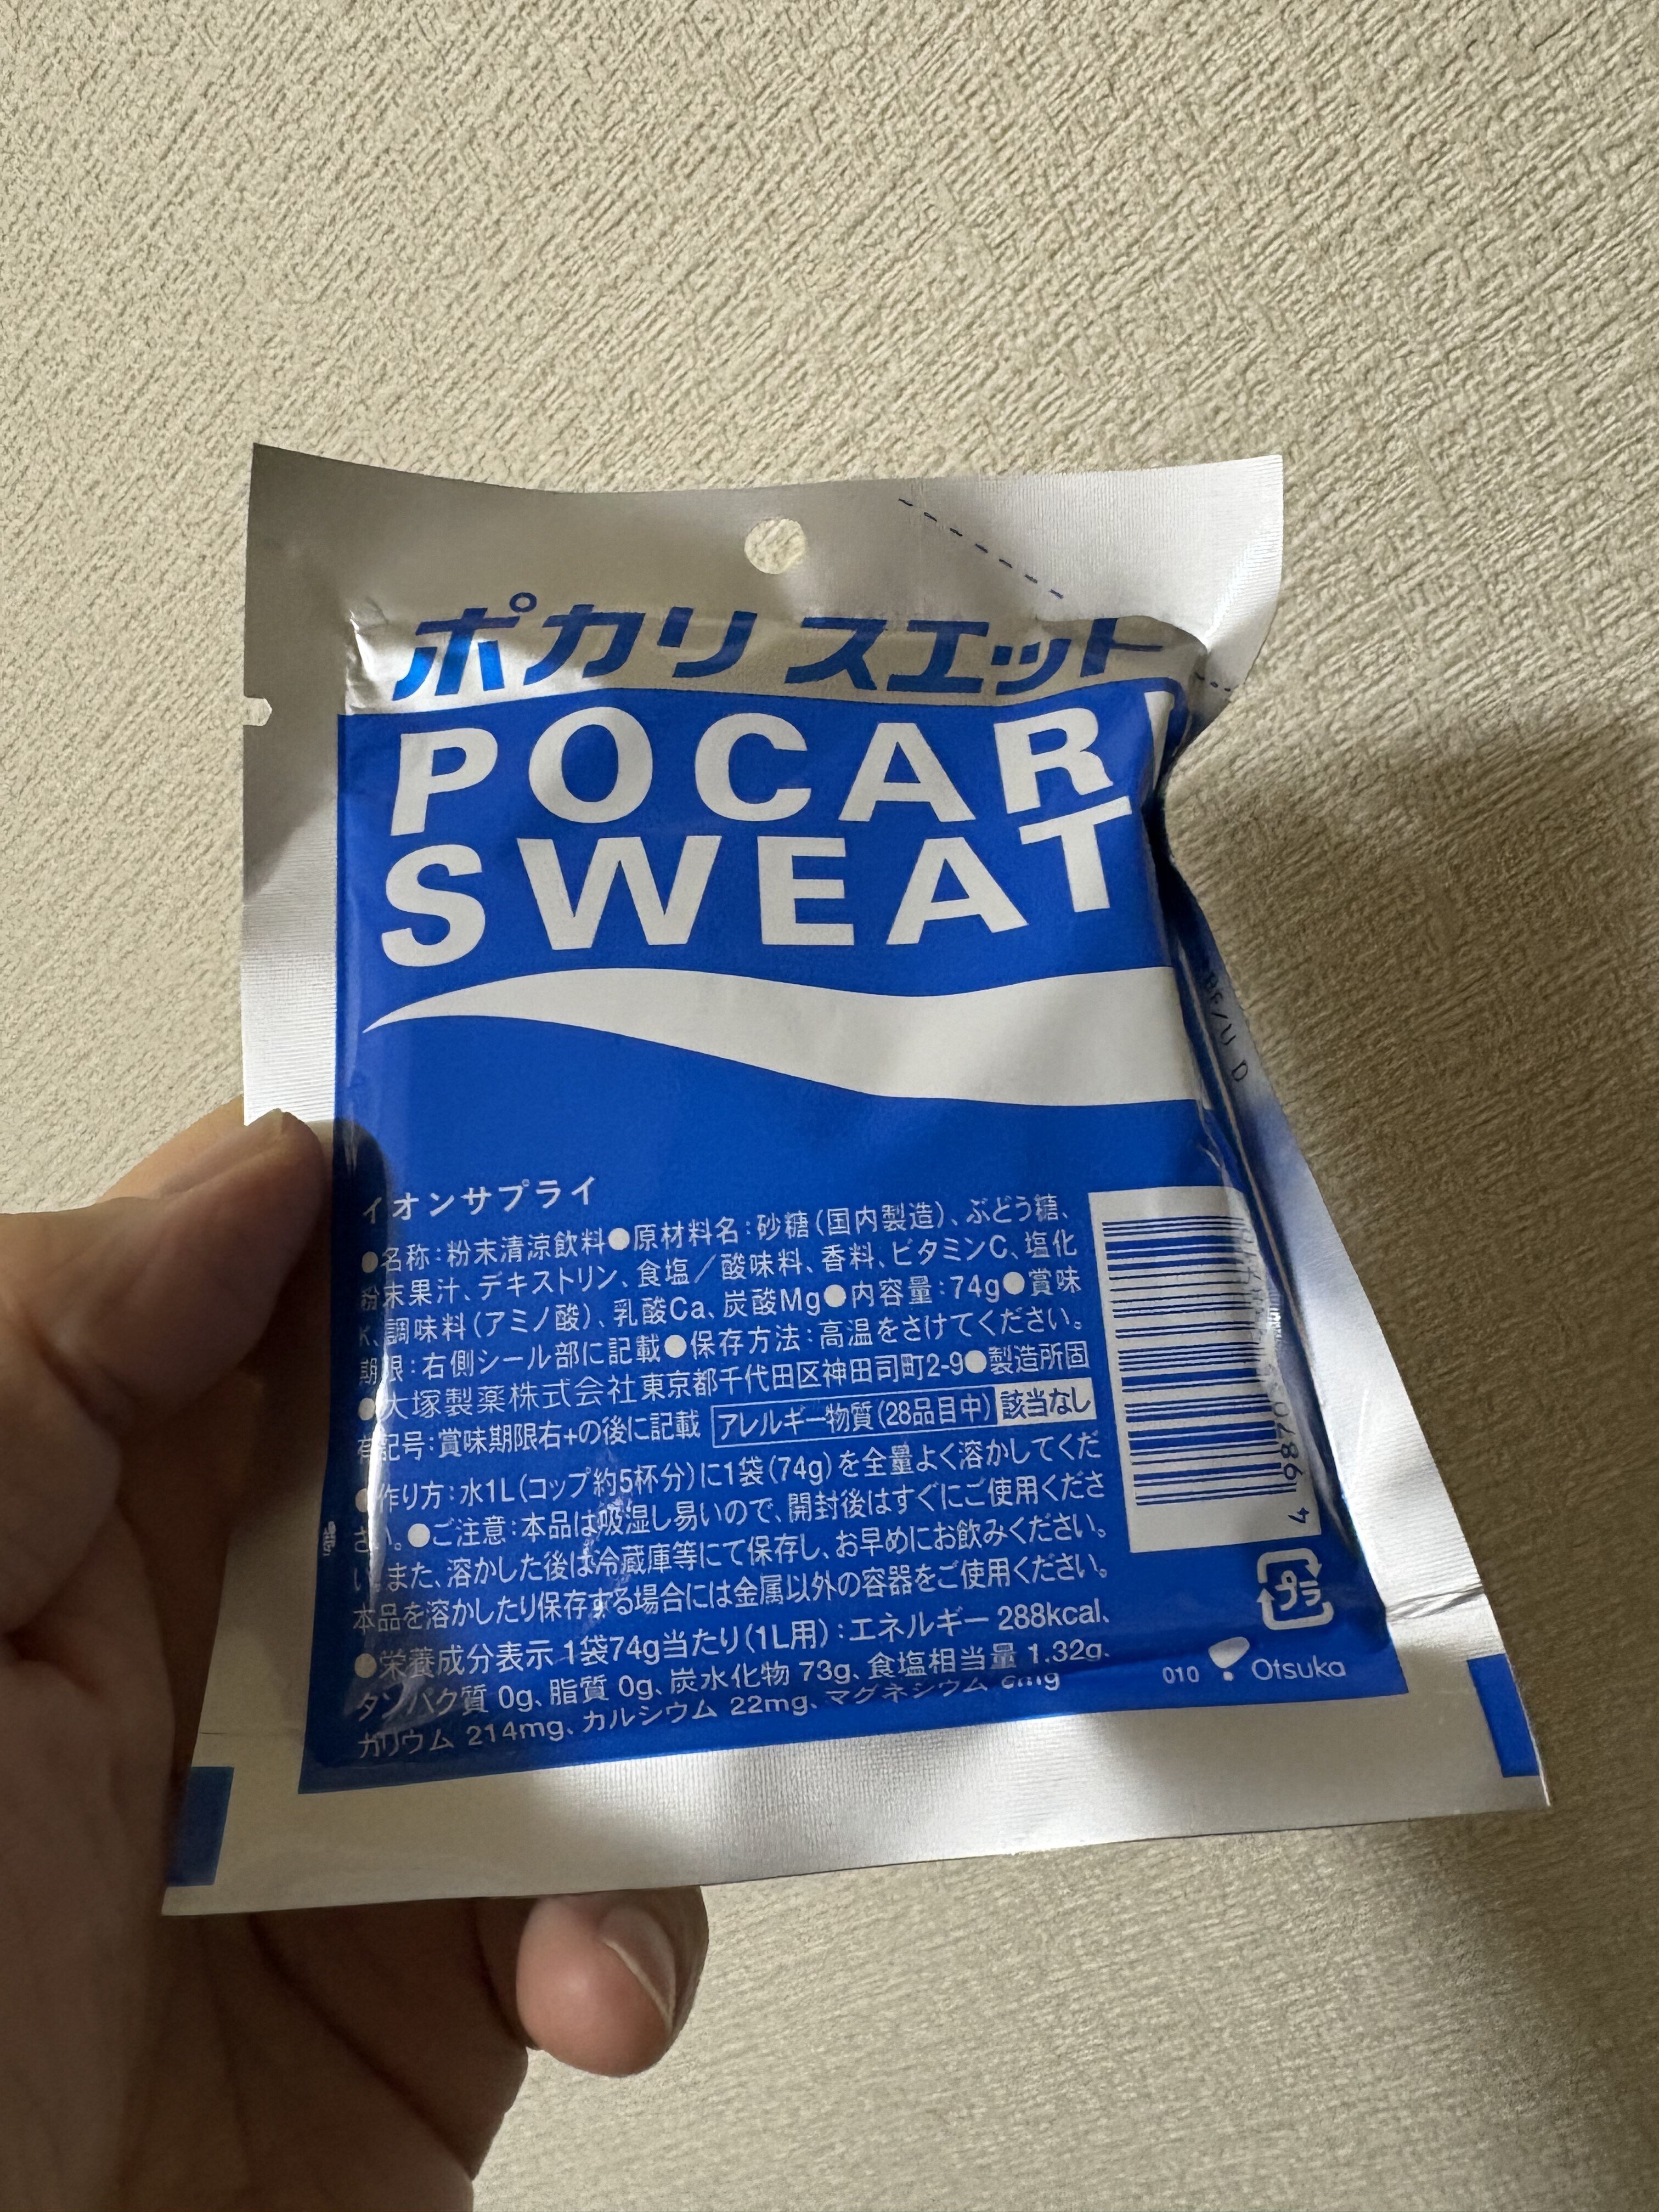 ポカリスエット
POCARI
SWEAT
イオンサプライ
●名称:粉末清涼飲料●原材料名:砂糖(国内製造)、ぶどう糖、
粉末果汁、デキストリン、食塩/酸味料、香料、ビタミンC、塩化
K、調味料(アミノ酸)、乳酸Ca、炭酸Mg●内容量:74g●賞味
期限:右側シール部に記載●保存方法:高温をさけてください。
●大塚製薬株式会社 東京都千代田区神田司町2-9●製造所固
有記号:賞味期限右+の後に記載 アレルギー物質(28品目中) 該当なし
●作り方:水1L(コップ約5杯分)に1袋(74g)を全量よく溶かしてくだ
さい。●ご注意:本品は吸湿し易いので、開封後はすぐにご使用くださ
い。また、溶かした後は冷蔵庫等にて保存し、お早めにお飲みください。
本品を溶かしたり保存する場合には金属以外の容器をご使用ください。
●栄養成分表示 1袋74g当たり(1L用):エネルギー 288kcal、
タンパク質 0g、脂質 0g、炭水化物 73g、食塩相当量 1.32g、
カリウム 214mg、カルシウム 22mg、マグネシウム
プラ
010 Otsuka